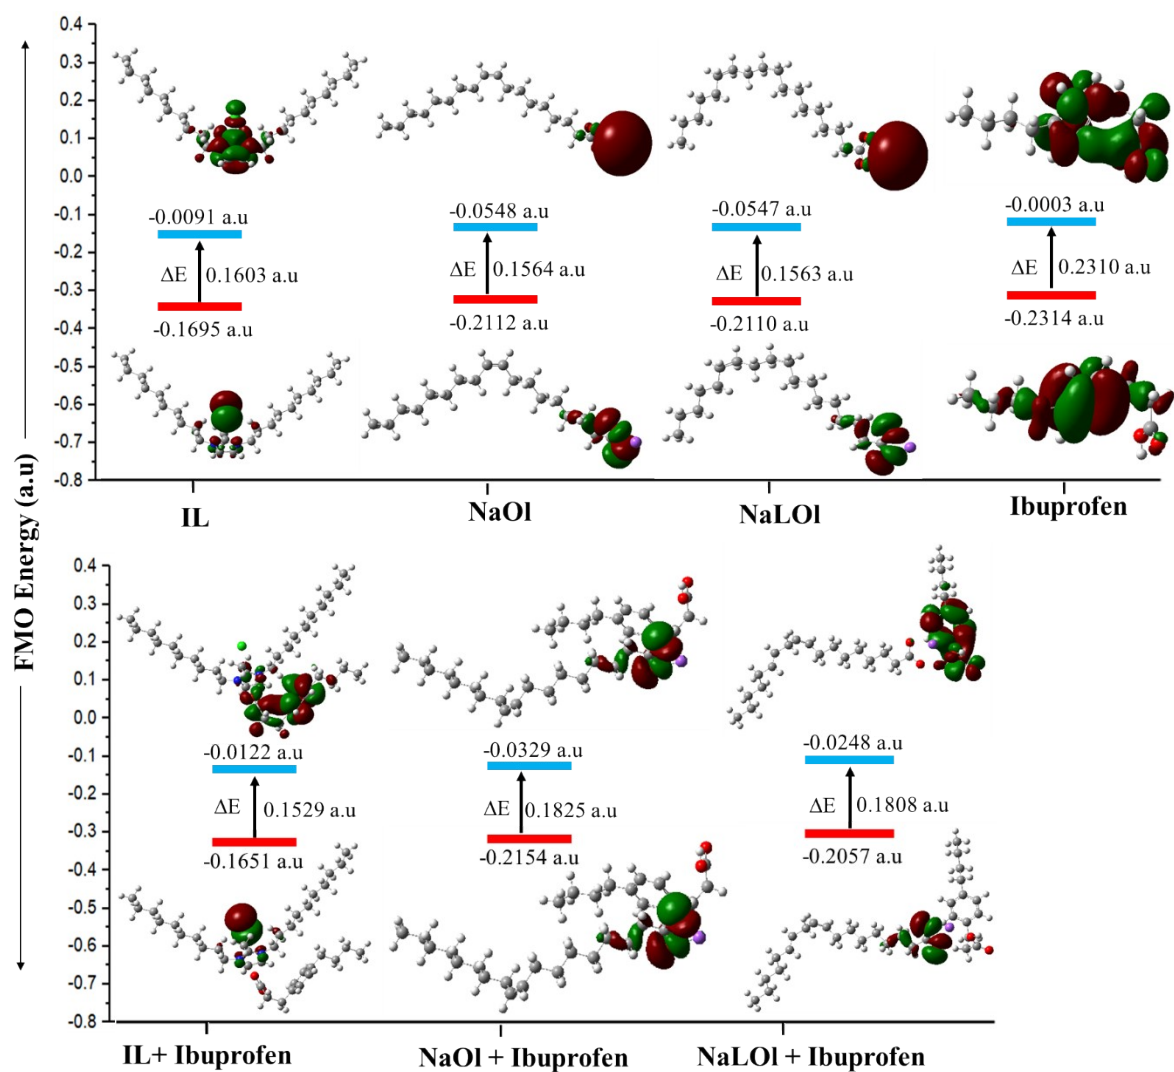 FMO Energy (a.u)
0.4
0.3
0.2
0.1
0.0
-0.1
-0.2
-0.3
-0.4
-0.5
-0.6
-0.7
-0.8
-0.0091 a.u
-0.0548 a.u
-0.0547 a.u
-0.0003 a.u
ΔE 0.1603 a.u
ΔE 0.1564 a.u
ΔE 0.1563 a.u
ΔE 0.2310 a.u
-0.1695 a.u
-0.2112 a.u
-0.2110 a.u
-0.2314 a.u
IL
NaOl
NaLOl
Ibuprofen
0.4
0.3
0.2
0.1
0.0
-0.1
-0.2
-0.3
-0.4
-0.5
-0.6
-0.7
-0.8
-0.0122 a.u
-0.0329 a.u
-0.0248 a.u
ΔE 0.1529 a.u
ΔE 0.1825 a.u
ΔE 0.1808 a.u
-0.1651 a.u
-0.2154 a.u
-0.2057 a.u
IL+ Ibuprofen
NaOl + Ibuprofen
NaLOl + Ibuprofen